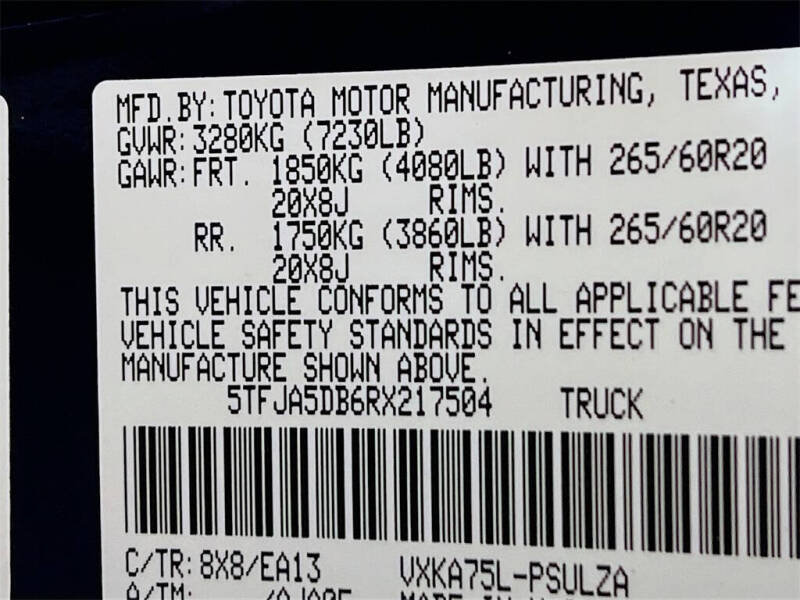 MFD.BY: TOYOTA MOTOR MANUFACTURING, TEXAS,
GVWR: 3280KG (7230LB)
GAWR: FRT. 1850KG (4080LB) WITH 265/60R20
20X8J RIMS.
RR. 1750KG (3860LB) WITH 265/60R20
20X8J RIMS.
THIS VEHICLE CONFORMS TO ALL APPLICABLE FE
VEHICLE SAFETY STANDARDS IN EFFECT ON THE
MANUFACTURE SHOWN ABOVE.
5TFJA5DB6RX217504 TRUCK
C/TR: 8X8/EA13 VXKA75L-PSULZA
A/TM: